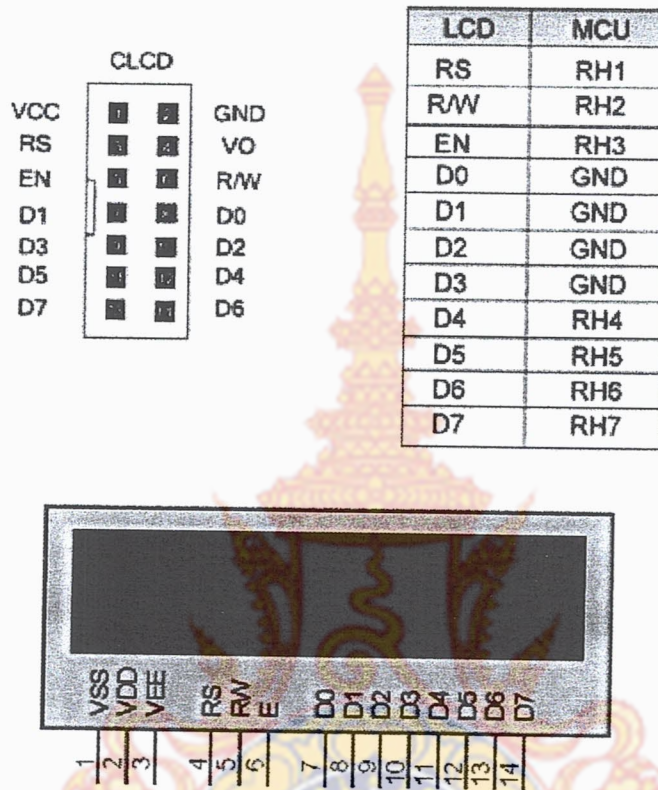 CLCD
VCC GND
RS VO
EN R/W
D1 D0
D3 D2
D5 D4
D7 D6
LCD MCU
RS RH1
R/W RH2
EN RH3
D0 GND
D1 GND
D2 GND
D3 GND
D4 RH4
D5 RH5
D6 RH6
D7 RH7
VSS VDD VEE RS RW E D0 D1 D2 D3 D4 D5 D6 D7
1 2 3 4 5 6 7 8 9 10 11 12 13 14